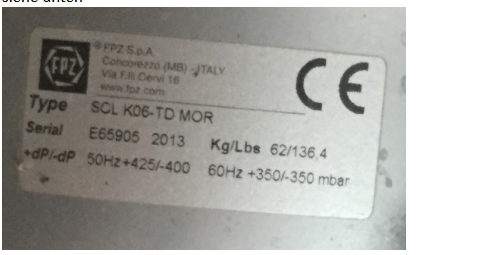 siehe unten
FPZ
® FPZ S.p.A.
Concorezzo (MB) - ITALY
Via F.lli Cervi 16
www.fpz.com
CE
Type SCL K06-TD MOR
Serial E65905 2013 Kg/Lbs 62/136,4
+dP/-dP 50Hz +425/-400 60Hz +350/-350 mbar